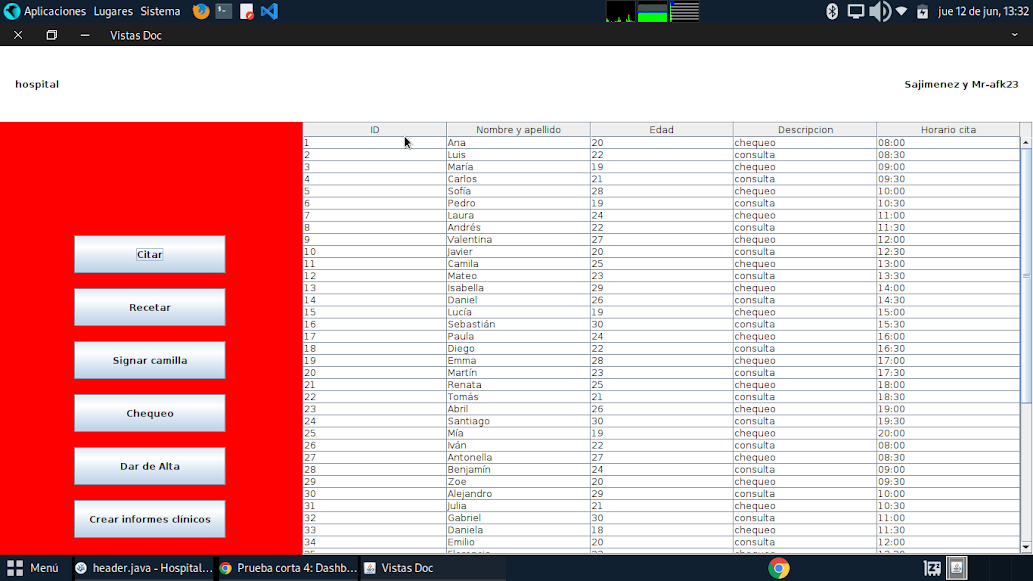 Aplicaciones Lugares Sistema jue 12 de jun, 13:32
Vistas Doc
hospital Sajimenez y Mr-afk23
ID Nombre y apellido Edad Descripcion Horario cita
1 Ana 20 chequeo 08:00
2 Luis 22 consulta 08:30
3 María 19 chequeo 09:00
4 Carlos 21 consulta 09:30
5 Sofía 28 chequeo 10:00
6 Pedro 19 consulta 10:30
7 Laura 24 chequeo 11:00
8 Andrés 22 consulta 11:30
9 Valentina 27 chequeo 12:00
10 Javier 20 consulta 12:30
11 Camila 25 chequeo 13:00
12 Mateo 23 consulta 13:30
13 Isabella 29 chequeo 14:00
14 Daniel 26 consulta 14:30
15 Lucía 19 chequeo 15:00
16 Sebastián 30 consulta 15:30
17 Paula 24 chequeo 16:00
18 Diego 22 consulta 16:30
19 Emma 28 chequeo 17:00
20 Martín 23 consulta 17:30
21 Renata 25 chequeo 18:00
22 Tomás 21 consulta 18:30
23 Abril 26 chequeo 19:00
24 Santiago 30 consulta 19:30
25 Mía 19 chequeo 20:00
26 Iván 22 consulta 08:00
27 Antonella 27 chequeo 08:30
28 Benjamín 24 consulta 09:00
29 Zoe 20 chequeo 09:30
30 Alejandro 29 consulta 10:00
31 Julia 21 chequeo 10:30
32 Gabriel 30 consulta 11:00
33 Daniela 18 chequeo 11:30
34 Emilio 20 consulta 12:00
Citar
Recetar
Signar camilla
Chequeo
Dar de Alta
Crear informes clínicos
Menú header.java - Hospital... Prueba corta 4: Dashb... Vistas Doc